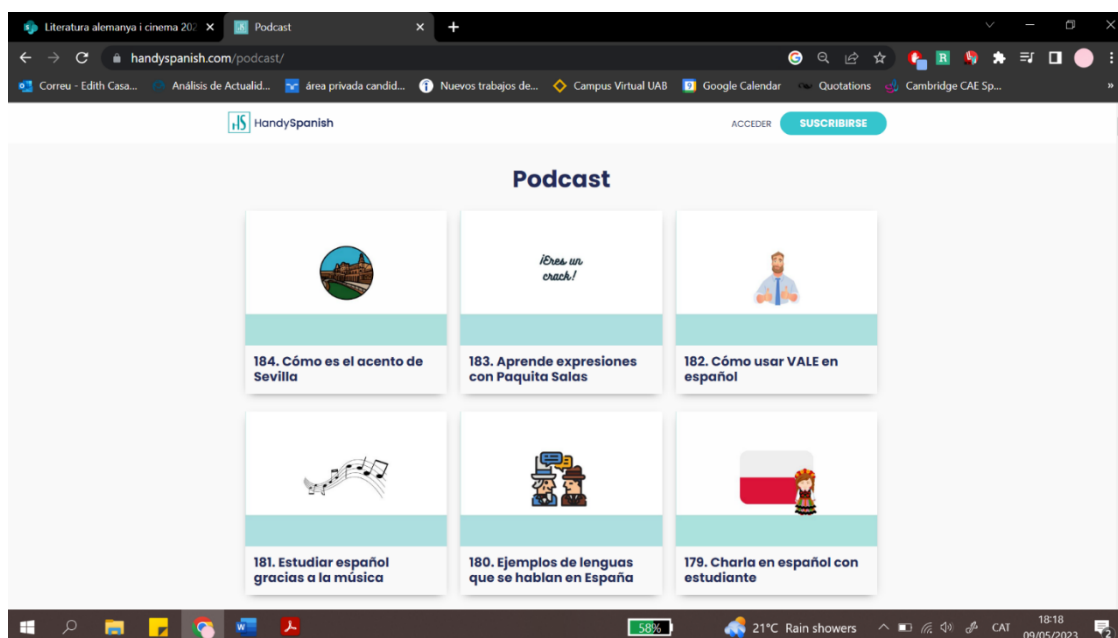 Literatura alemanya i cinema 202
Podcast
handyspanish.com/podcast/
Correu - Edith Casa...
Análisis de Actualid...
área privada candid...
Nuevos trabajos de...
Campus Virtual UAB
Google Calendar
Quotations
Cambridge CAE Sp...
»
HandySpanish
ACCEDER
SUSCRIBIRSE
Podcast
¡Eres un
crack!
184. Cómo es el acento de
Sevilla
183. Aprende expresiones
con Paquita Salas
182. Cómo usar VALE en
español
181. Estudiar español
gracias a la música
180. Ejemplos de lenguas
que se hablan en España
179. Charla en español con
estudiante
58%
21°C Rain showers
CAT
18:18
09/05/2023